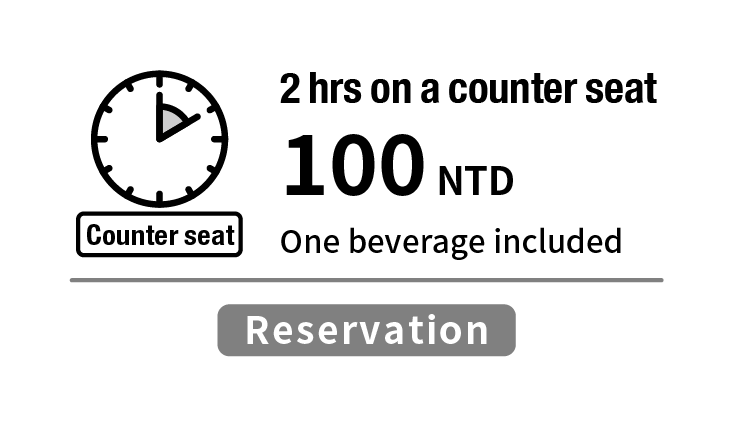 2 hrs on a counter seat
100 NTD
Counter seat
One beverage included
Reservation